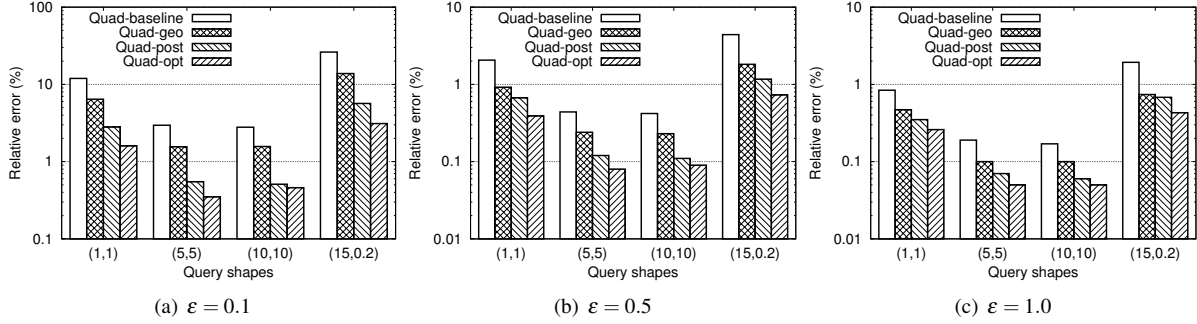 Relative error (%)
100
10
1
0.1
Quad-baseline
Quad-geo
Quad-post
Quad-opt
(1,1) (5,5) (10,10) (15,0.2)
Query shapes
(a) ε = 0.1
Relative error (%)
10
1
0.1
0.01
Quad-baseline
Quad-geo
Quad-post
Quad-opt
(1,1) (5,5) (10,10) (15,0.2)
Query shapes
(b) ε = 0.5
Relative error (%)
10
1
0.1
0.01
Quad-baseline
Quad-geo
Quad-post
Quad-opt
(1,1) (5,5) (10,10) (15,0.2)
Query shapes
(c) ε = 1.0